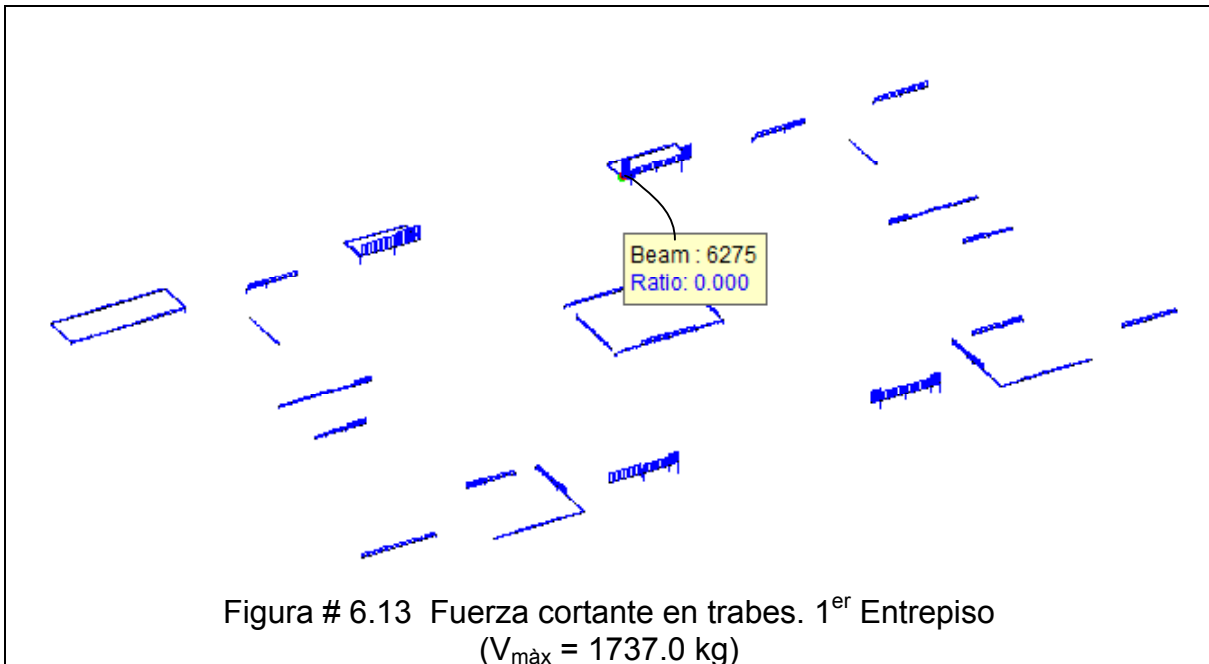 Beam : 6275
Ratio: 0.000
Figura # 6.13 Fuerza cortante en trabes. 1er Entrepiso
(Vmàx = 1737.0 kg)